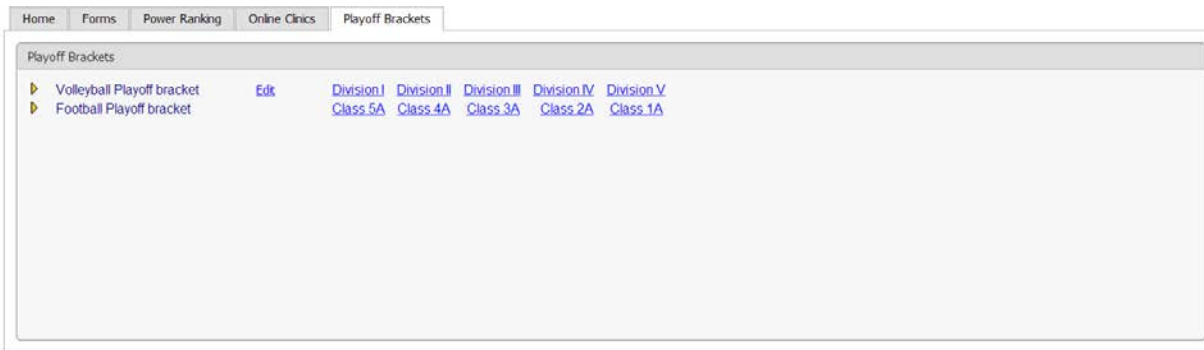 Home Forms Power Ranking Online Clinics Playoff Brackets
Playoff Brackets
Volleyball Playoff bracket Edit Division I Division II Division III Division IV Division V
Football Playoff bracket Class 5A Class 4A Class 3A Class 2A Class 1A